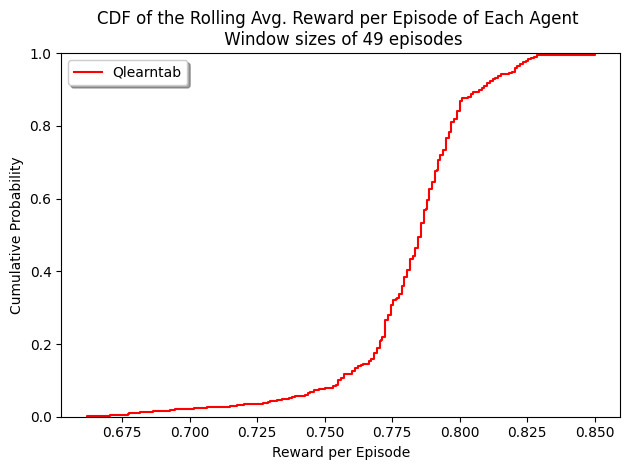 CDF of the Rolling Avg. Reward per Episode of Each Agent
Window sizes of 49 episodes
Qlearntab
Cumulative Probability
1.0
0.8
0.6
0.4
0.2
0.0
0.675 0.700 0.725 0.750 0.775 0.800 0.825 0.850
Reward per Episode